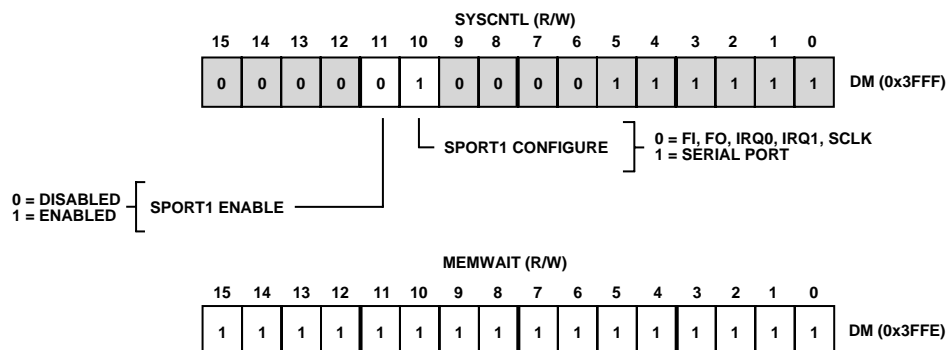 SYSCNTL (R/W)
15 14 13 12 11 10 9 8 7 6 5 4 3 2 1 0
0 0 0 0 0 1 0 0 0 0 1 1 1 1 1 1 DM (0x3FFF)
SPORT1 CONFIGURE
0 = FI, FO, IRQ0, IRQ1, SCLK
1 = SERIAL PORT
0 = DISABLED
1 = ENABLED
SPORT1 ENABLE
MEMWAIT (R/W)
15 14 13 12 11 10 9 8 7 6 5 4 3 2 1 0
1 1 1 1 1 1 1 1 1 1 1 1 1 1 1 1 DM (0x3FFE)